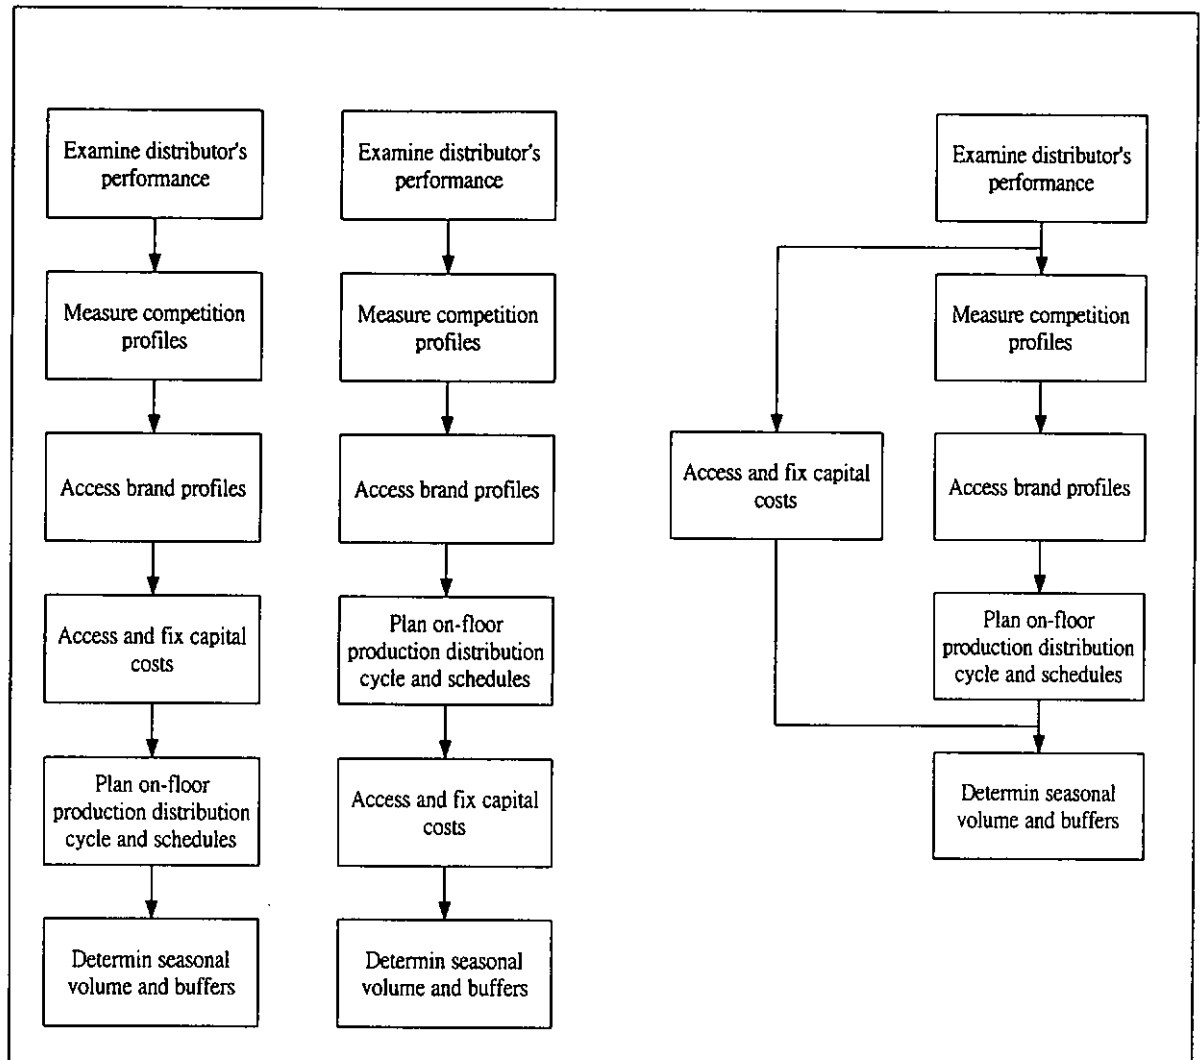 Examine distributor's
performance
Measure competition
profiles
Access brand profiles
Access and fix capital
costs
Plan on-floor
production distribution
cycle and schedules
Determin seasonal
volume and buffers
Examine distributor's
performance
Measure competition
profiles
Access brand profiles
Plan on-floor
production distribution
cycle and schedules
Access and fix capital
costs
Determin seasonal
volume and buffers
Examine distributor's
performance
Measure competition
profiles
Access and fix capital
costs
Access brand profiles
Plan on-floor
production distribution
cycle and schedules
Determin seasonal
volume and buffers